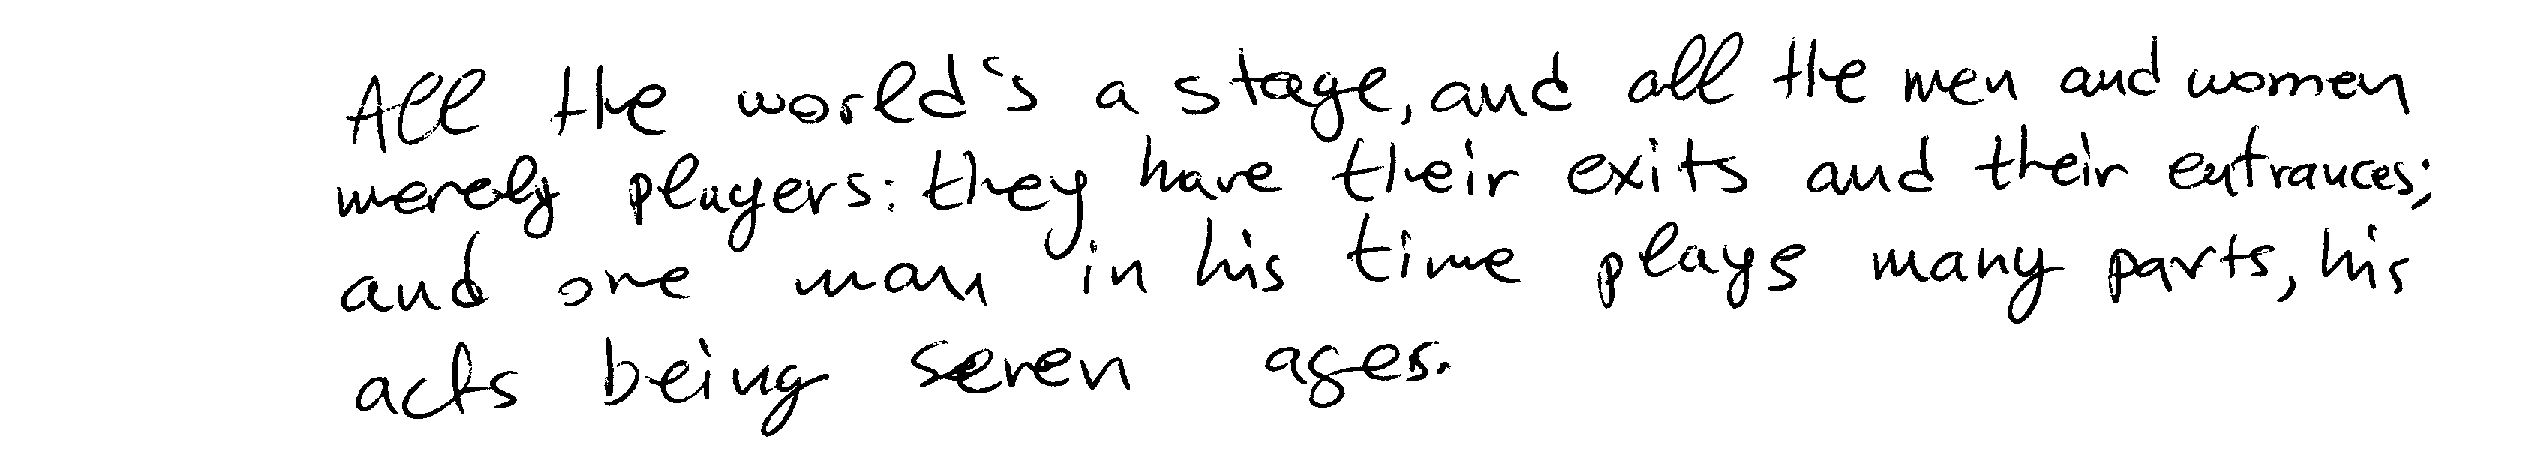 All the world's a stage, and all the men and women
merely players: they have their exits and their entrances;
and one man in his time plays many parts, his
acts being seven ages.